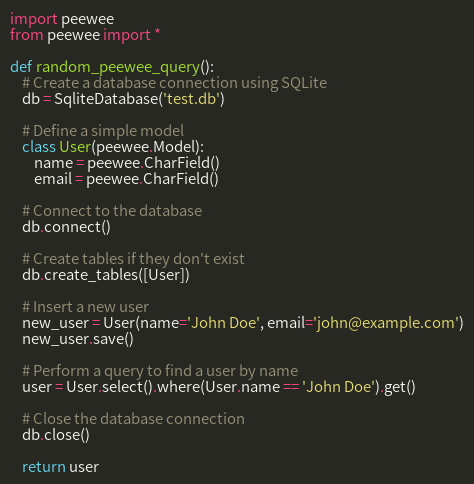 import peewee
from peewee import *

def random_peewee_query():
    # Create a database connection using SQLite
    db = SqliteDatabase('test.db')

    # Define a simple model
    class User(peewee.Model):
        name = peewee.CharField()
        email = peewee.CharField()

    # Connect to the database
    db.connect()

    # Create tables if they don't exist
    db.create_tables([User])

    # Insert a new user
    new_user = User(name='John Doe', email='john@example.com')
    new_user.save()

    # Perform a query to find a user by name
    user = User.select().where(User.name == 'John Doe').get()

    # Close the database connection
    db.close()

    return user